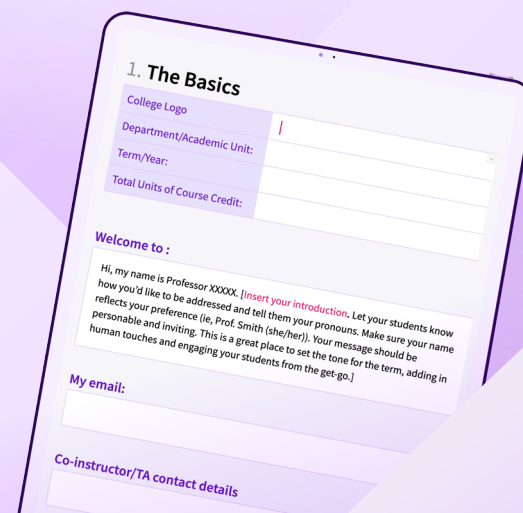 1. The Basics
College Logo
Department/Academic Unit:
Term/Year:
Total Units of Course Credit:
Welcome to :
Hi, my name is Professor XXXXX. [Insert your introduction. Let your students know
how you'd like to be addressed and tell them your pronouns. Make sure your name
reflects your preference (ie, Prof. Smith (she/her)). Your message should be
personable and inviting. This is a great place to set the tone for the term, adding in
human touches and engaging your students from the get-go.]
My email:
Co-instructor/TA contact details